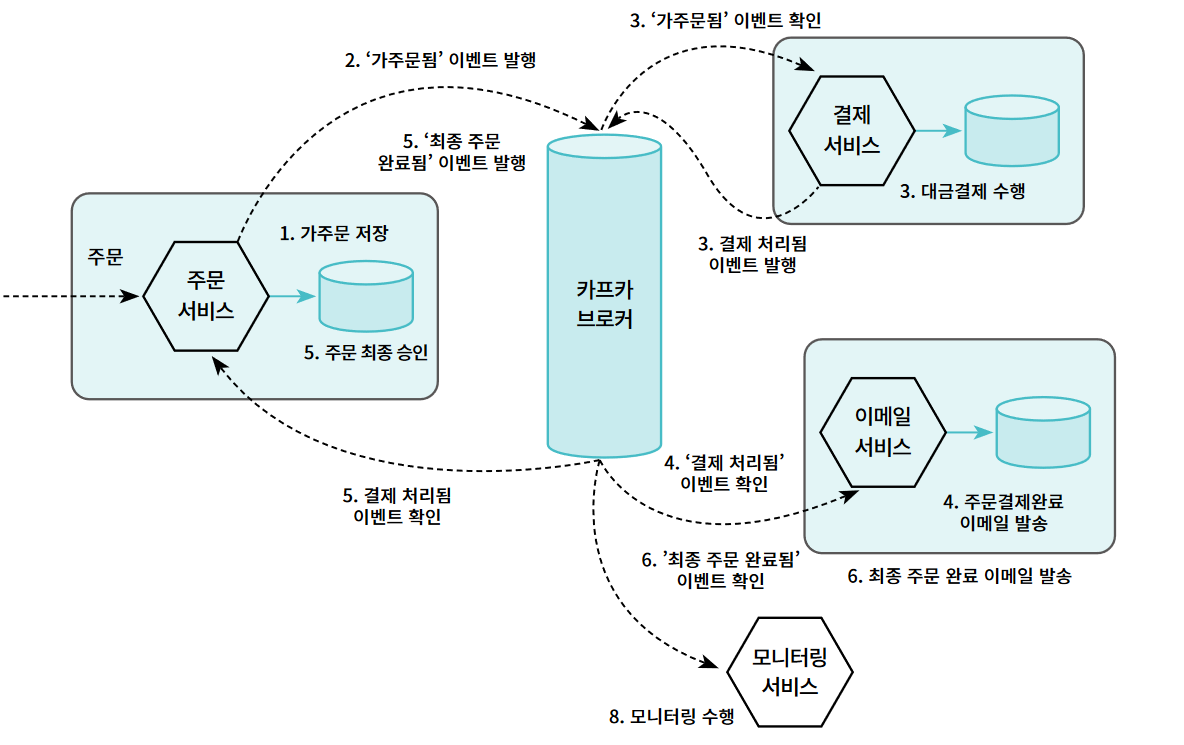 3. ‘가주문됨’ 이벤트 확인
2. ‘가주문됨’ 이벤트 발행
결제
서비스
5. ‘최종 주문
완료됨’ 이벤트 발행
3. 대금결제 수행
주문
1. 가주문 저장
3. 결제 처리됨
이벤트 발행
주문
서비스
카프카
브로커
5. 주문 최종 승인
이메일
서비스
4. ‘결제 처리됨’
이벤트 확인
5. 결제 처리됨
이벤트 확인
4. 주문결제완료
이메일 발송
6. ’최종 주문 완료됨’
이벤트 확인
6. 최종 주문 완료 이메일 발송
모니터링
서비스
8. 모니터링 수행